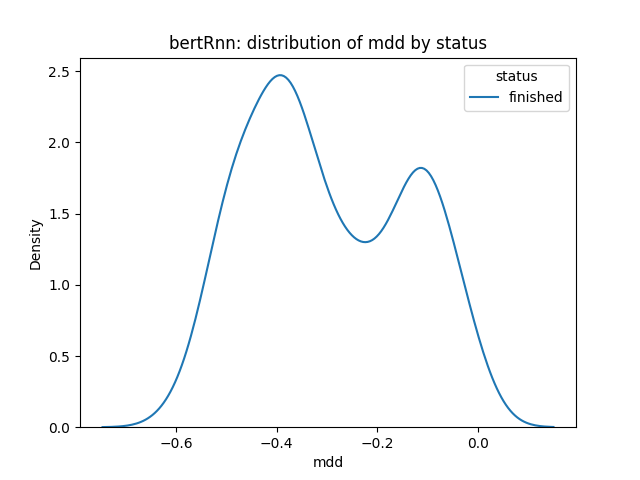 bertRnn: distribution of mdd by status
status
finished
Density
2.5
2.0
1.5
1.0
0.5
0.0
−0.6 −0.4 −0.2 0.0
mdd